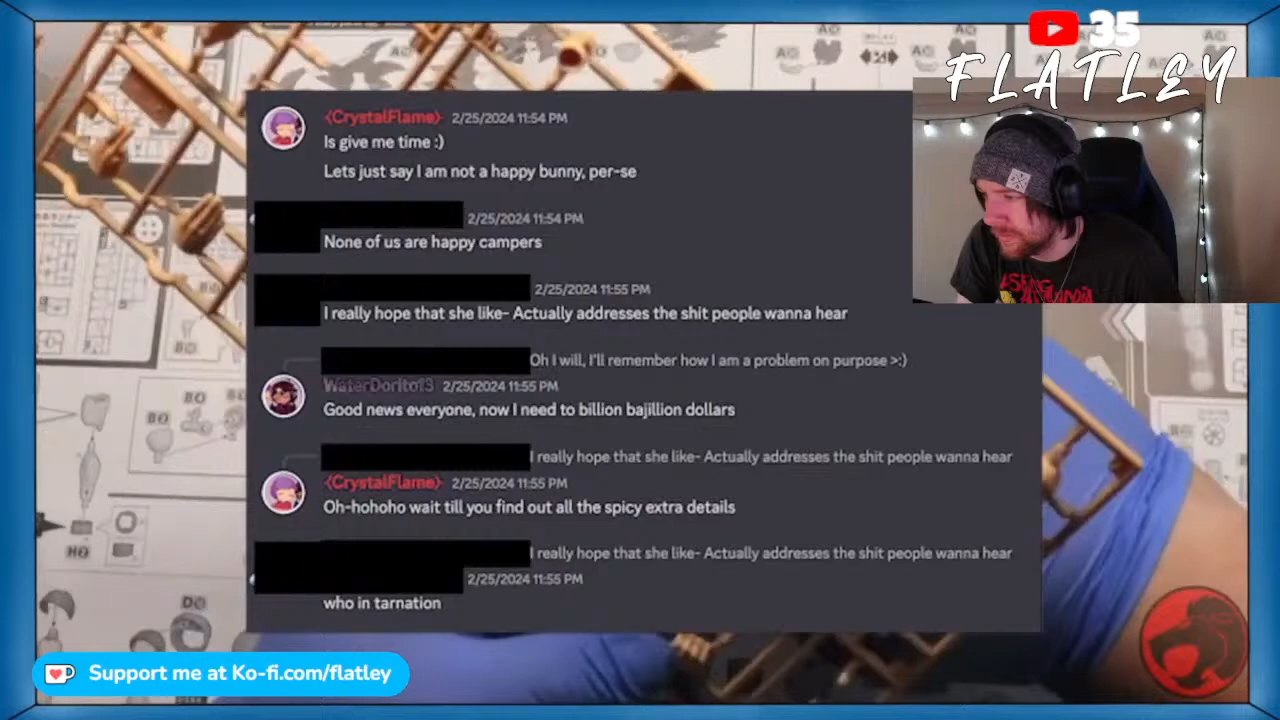 35
FLATLEY
{CrystalFlame} 2/25/2024 11:54 PM
Is give me time :)
Lets just say I am not a happy bunny, per-se
2/25/2024 11:54 PM
None of us are happy campers
2/25/2024 11:55 PM
I really hope that she like- Actually addresses the shit people wanna hear
Oh I will, I'll remember how I am a problem on purpose >:)
WaterDorito13 2/25/2024 11:55 PM
Good news everyone, now I need to billion bajillion dollars
I really hope that she like- Actually addresses the shit people wanna hear
{CrystalFlame} 2/25/2024 11:55 PM
Oh-hohoho wait till you find out all the spicy extra details
I really hope that she like- Actually addresses the shit people wanna hear
2/25/2024 11:55 PM
who in tarnation
Support me at Ko-fi.com/flatley